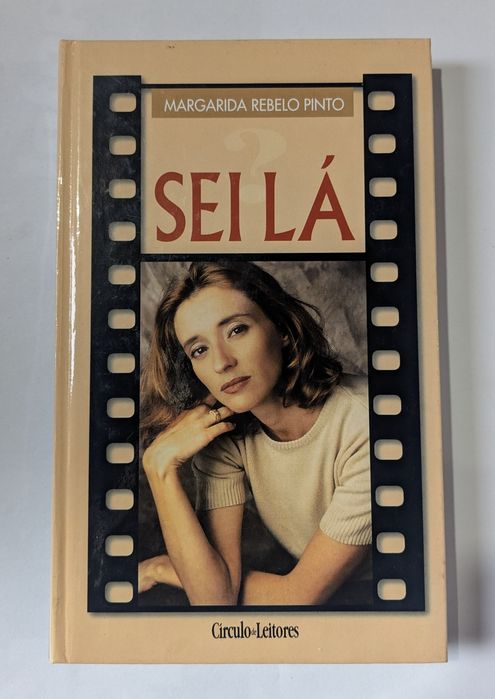 MARGARIDA REBELO PINTO
?
SEI LÁ
Círculo de Leitores